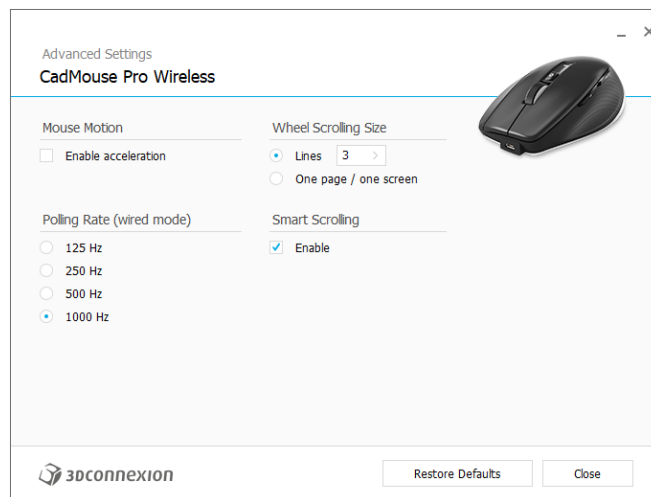 Advanced Settings
CadMouse Pro Wireless
Mouse Motion
Enable acceleration
Wheel Scrolling Size
Lines 3
One page / one screen
Polling Rate (wired mode)
125 Hz
250 Hz
500 Hz
1000 Hz
Smart Scrolling
Enable
3Dconnexion
Restore Defaults
Close